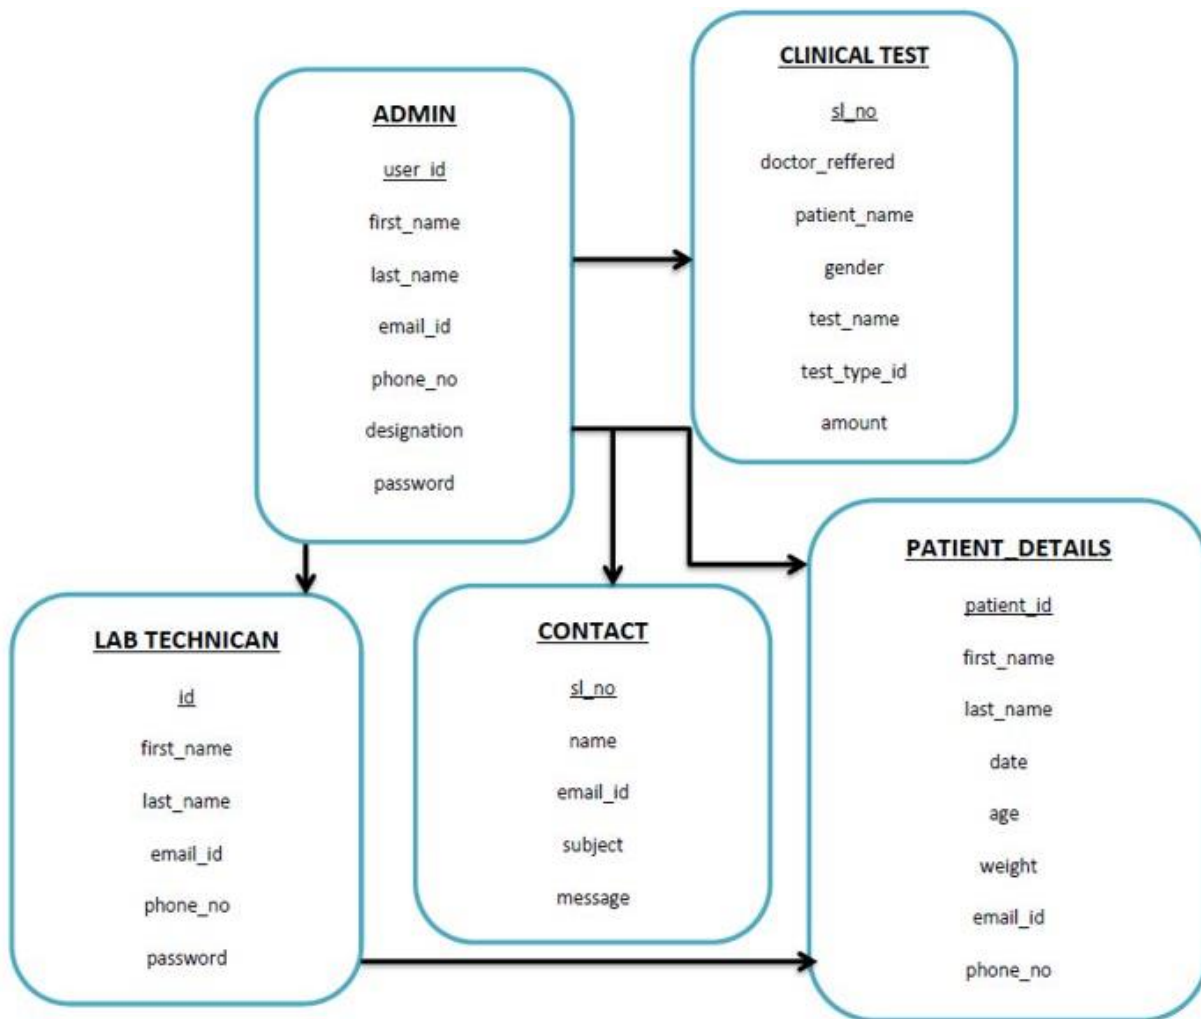 ADMIN
user_id
first_name
last_name
email_id
phone_no
designation
password
CLINICAL TEST
sl_no
doctor_reffered
patient_name
gender
test_name
test_type_id
amount
LAB TECHNICAN
id
first_name
last_name
email_id
phone_no
password
CONTACT
sl_no
name
email_id
subject
message
PATIENT_DETAILS
patient_id
first_name
last_name
date
age
weight
email_id
phone_no